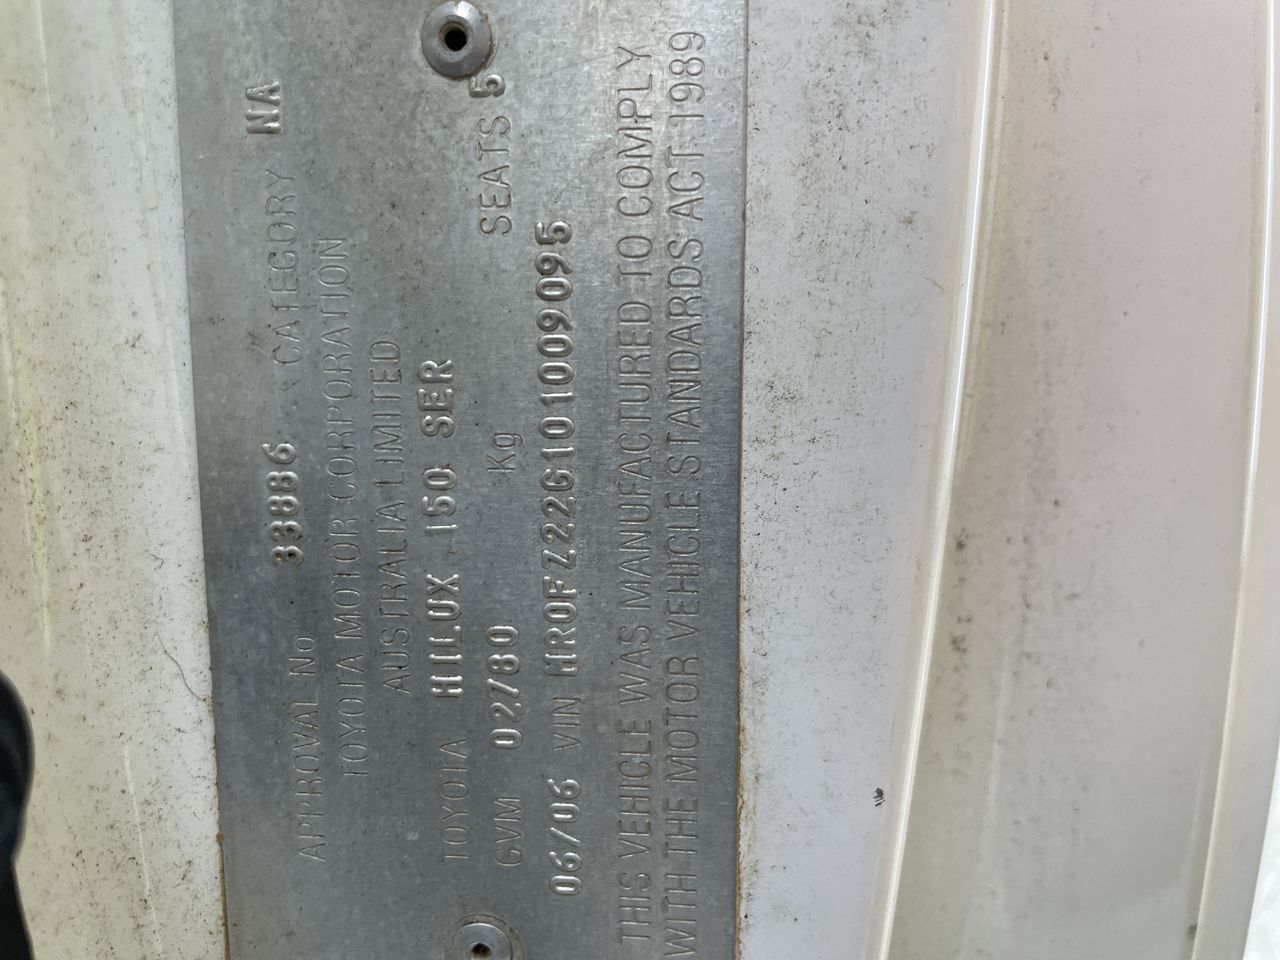 APPROVAL No 33886 CATEGORY NA
TOYOTA MOTOR CORPORATION
AUSTRALIA LIMITED
TOYOTA HILUX 150 SER
GVM 02780 Kg SEATS 5
06/06 VIN MR0FZ22G101009095
THIS VEHICLE WAS MANUFACTURED TO COMPLY
WITH THE MOTOR VEHICLE STANDARDS ACT 1989